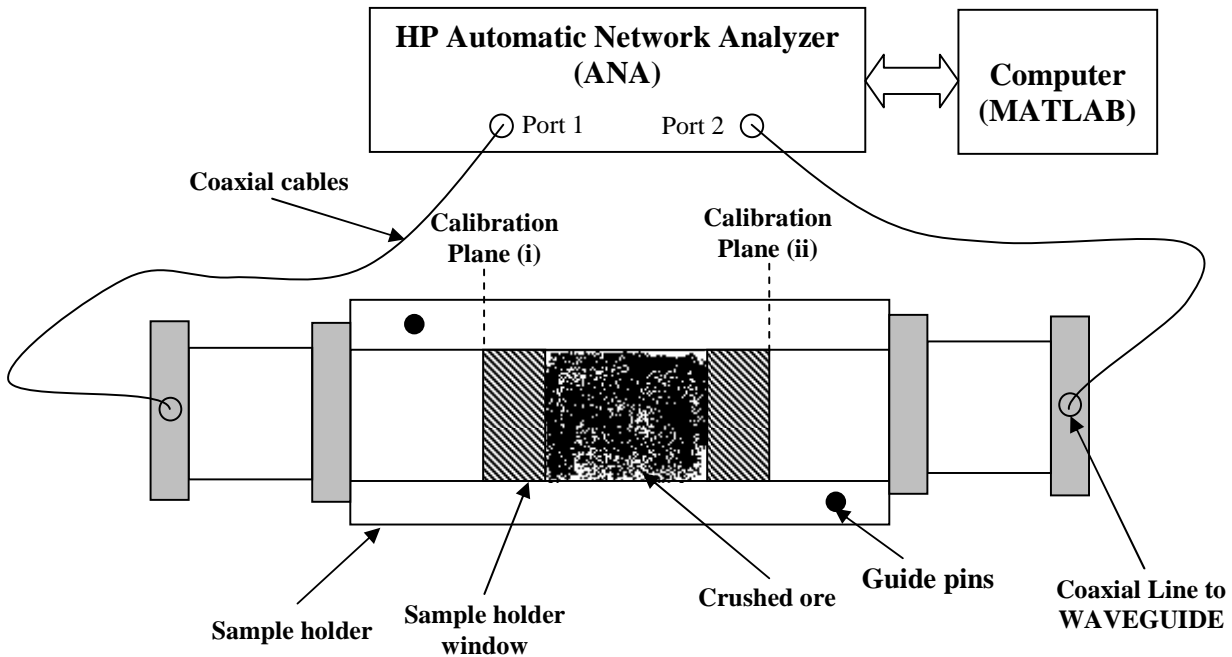 HP Automatic Network Analyzer
(ANA)
Computer
(MATLAB)
Port 1
Port 2
Coaxial cables
Calibration
Plane (i)
Calibration
Plane (ii)
Sample holder
Sample holder
window
Crushed ore
Guide pins
Coaxial Line to
WAVEGUIDE